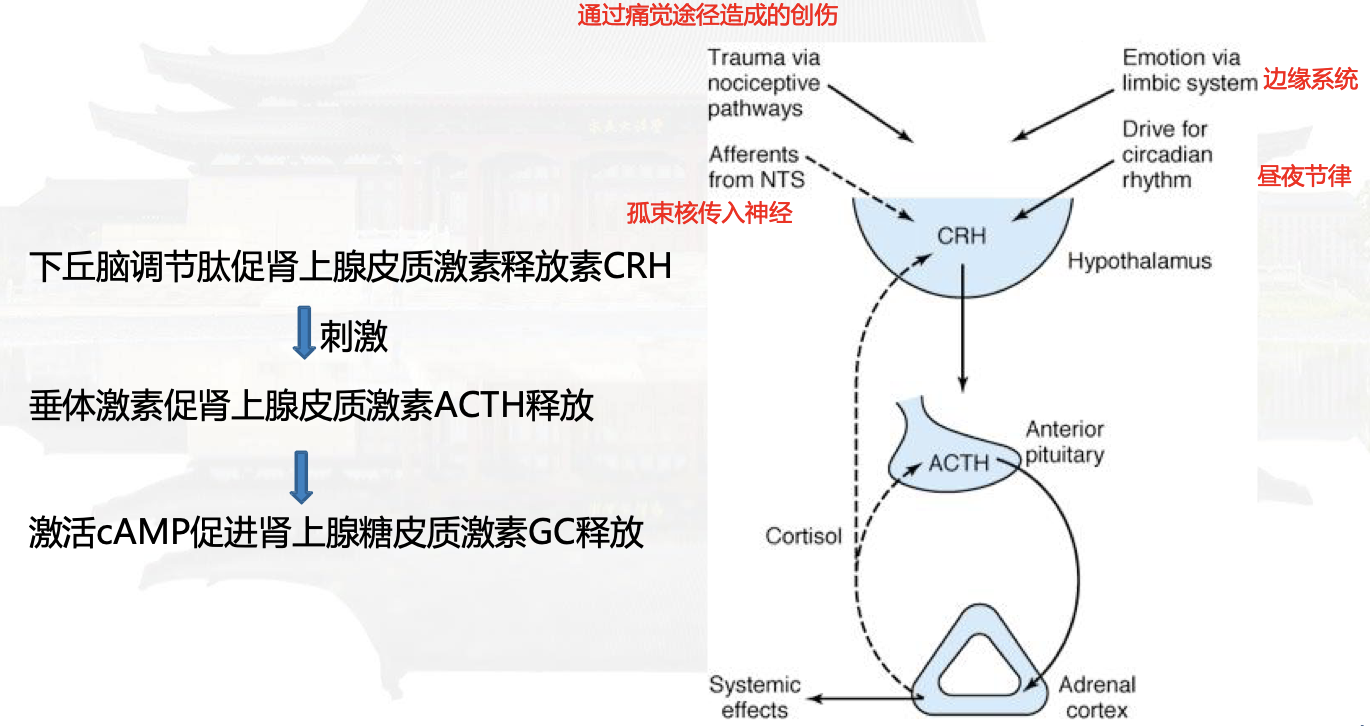 通过痛觉途径造成的创伤
Trauma via
nociceptive
pathways
Emotion via
limbic system
边缘系统
Afferents
from NTS
孤束核传入神经
Drive for
circadian
rhythm
昼夜节律
CRH
Hypothalamus
下丘脑调节肽促肾上腺皮质激素释放素CRH
刺激
垂体激素促肾上腺皮质激素ACTH释放
激活cAMP促进肾上腺糖皮质激素GC释放
Anterior
pituitary
ACTH
Cortisol
Systemic
effects
Adrenal
cortex